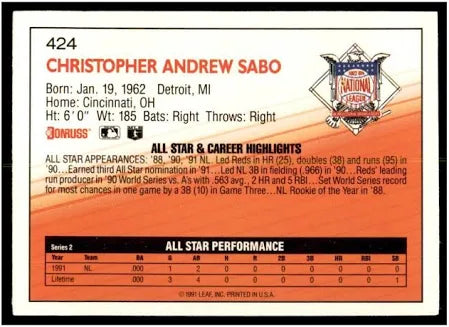 424
CHRISTOPHER ANDREW SABO
Born: Jan. 19, 1962 Detroit, MI
Home: Cincinnati, OH
Ht: 6'0" Wt: 185 Bats: Right Throws: Right
NATIONAL
LEAGUE
DONRUSS
ALL STAR & CAREER HIGHLIGHTS
ALL STAR APPEARANCES: '88, '90, '91 NL. Led Reds in HR (25), doubles (38) and runs (95) in
'90...Earned third All Star nomination in '91...Led NL 3B in fielding (.966) in '90...Reds' leading
run producer in '90 World Series vs. A's with .563 avg., 2 HR and 5 RBI...Set World Series record
for most chances in one game by a 3B (10) in Game Three...NL Rookie of the Year in '88.
Series 2 ALL STAR PERFORMANCE
Year Team BA G AB H R 2B 3B HR RBI SB
1991 NL .000 1 2 0 0 0 0 0 0 0
Lifetime .000 3 4 0 0 0 0 0 0 1
©1991 LEAF, INC. PRINTED IN U.S.A.